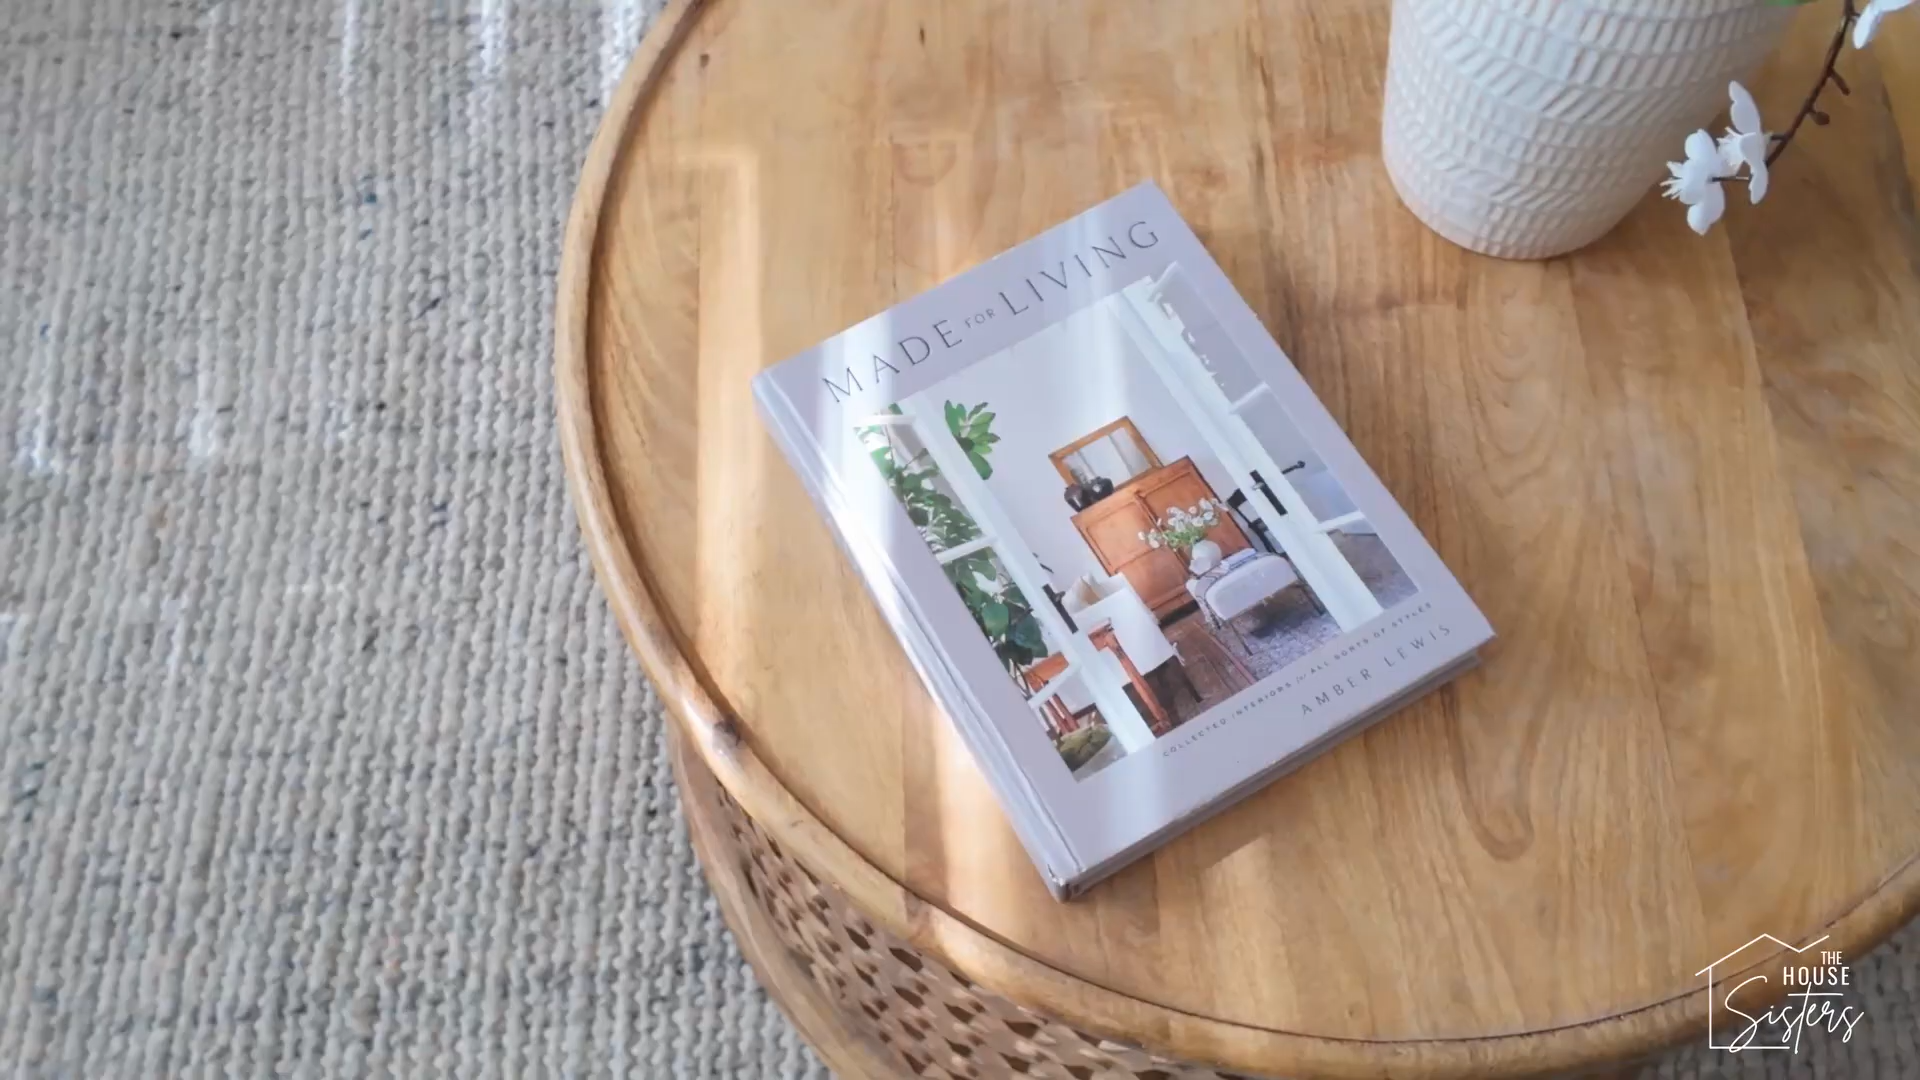 MADE FOR LIVING
COLLECTED INTERIORS for ALL SORTS OF STYLES
AMBER LEWIS
THE
HOUSE
Sisters